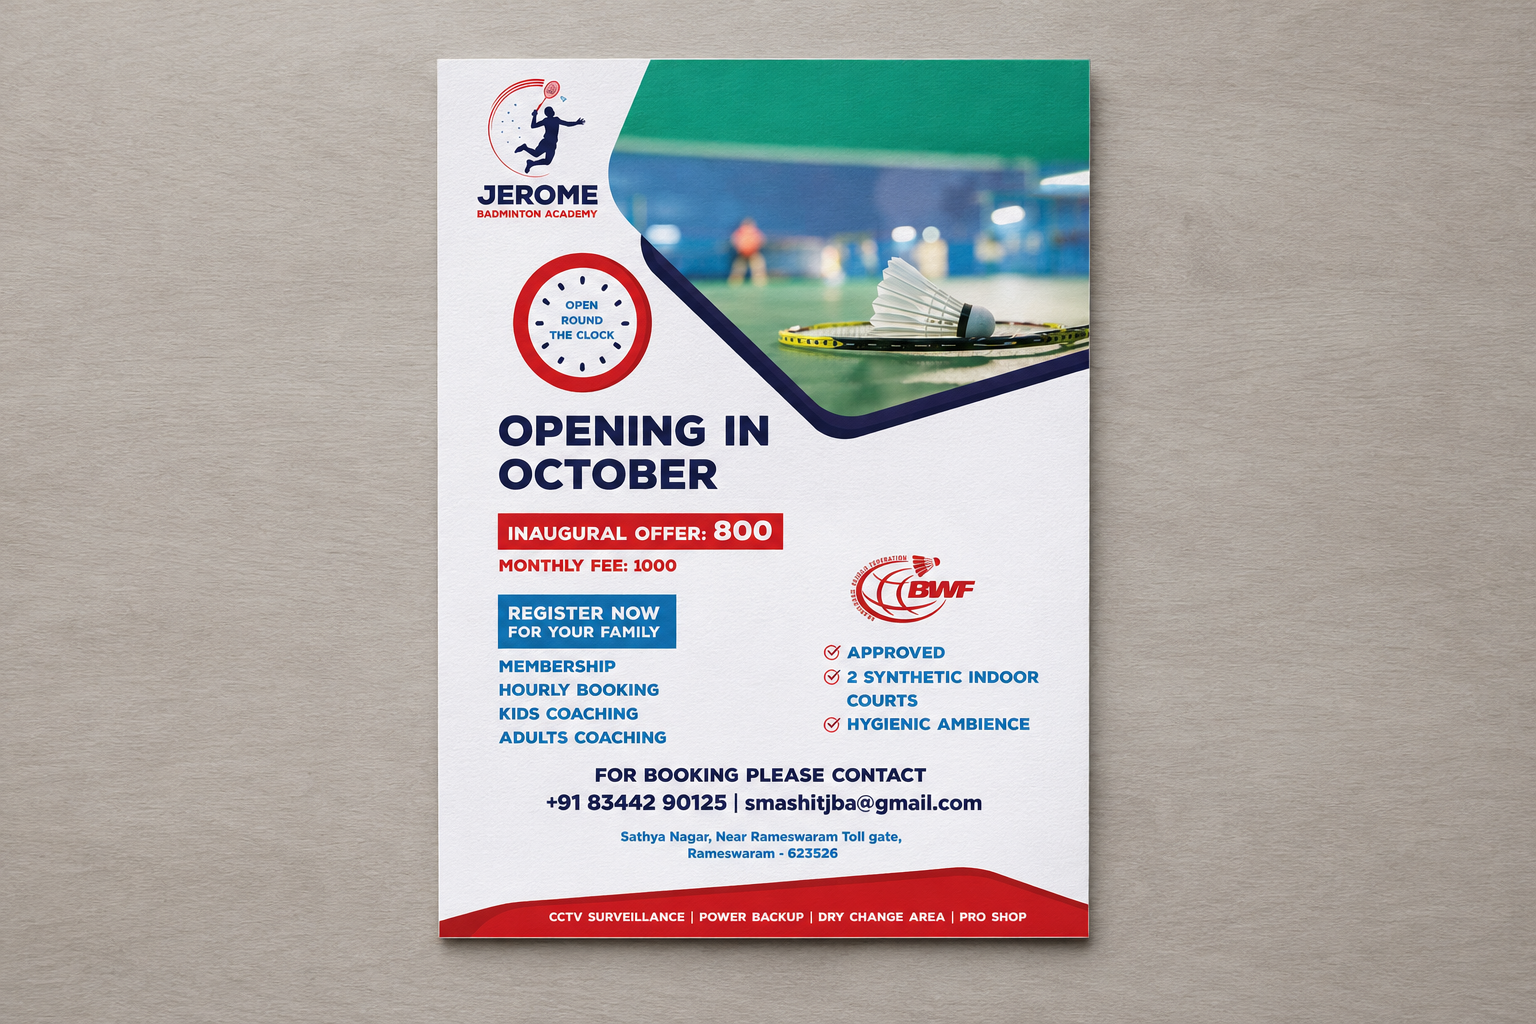 JEROME
BADMINTON ACADEMY
OPEN
ROUND
THE CLOCK
OPENING IN
OCTOBER
INAUGURAL OFFER: 800
MONTHLY FEE: 1000
REGISTER NOW
FOR YOUR FAMILY
MEMBERSHIP
HOURLY BOOKING
KIDS COACHING
ADULTS COACHING
BWF
APPROVED
2 SYNTHETIC INDOOR
COURTS
HYGIENIC AMBIENCE
FOR BOOKING PLEASE CONTACT
+91 83442 90125 | smashitjba@gmail.com
Sathya Nagar, Near Rameswaram Toll gate,
Rameswaram - 623526
CCTV SURVEILLANCE | POWER BACKUP | DRY CHANGE AREA | PRO SHOP